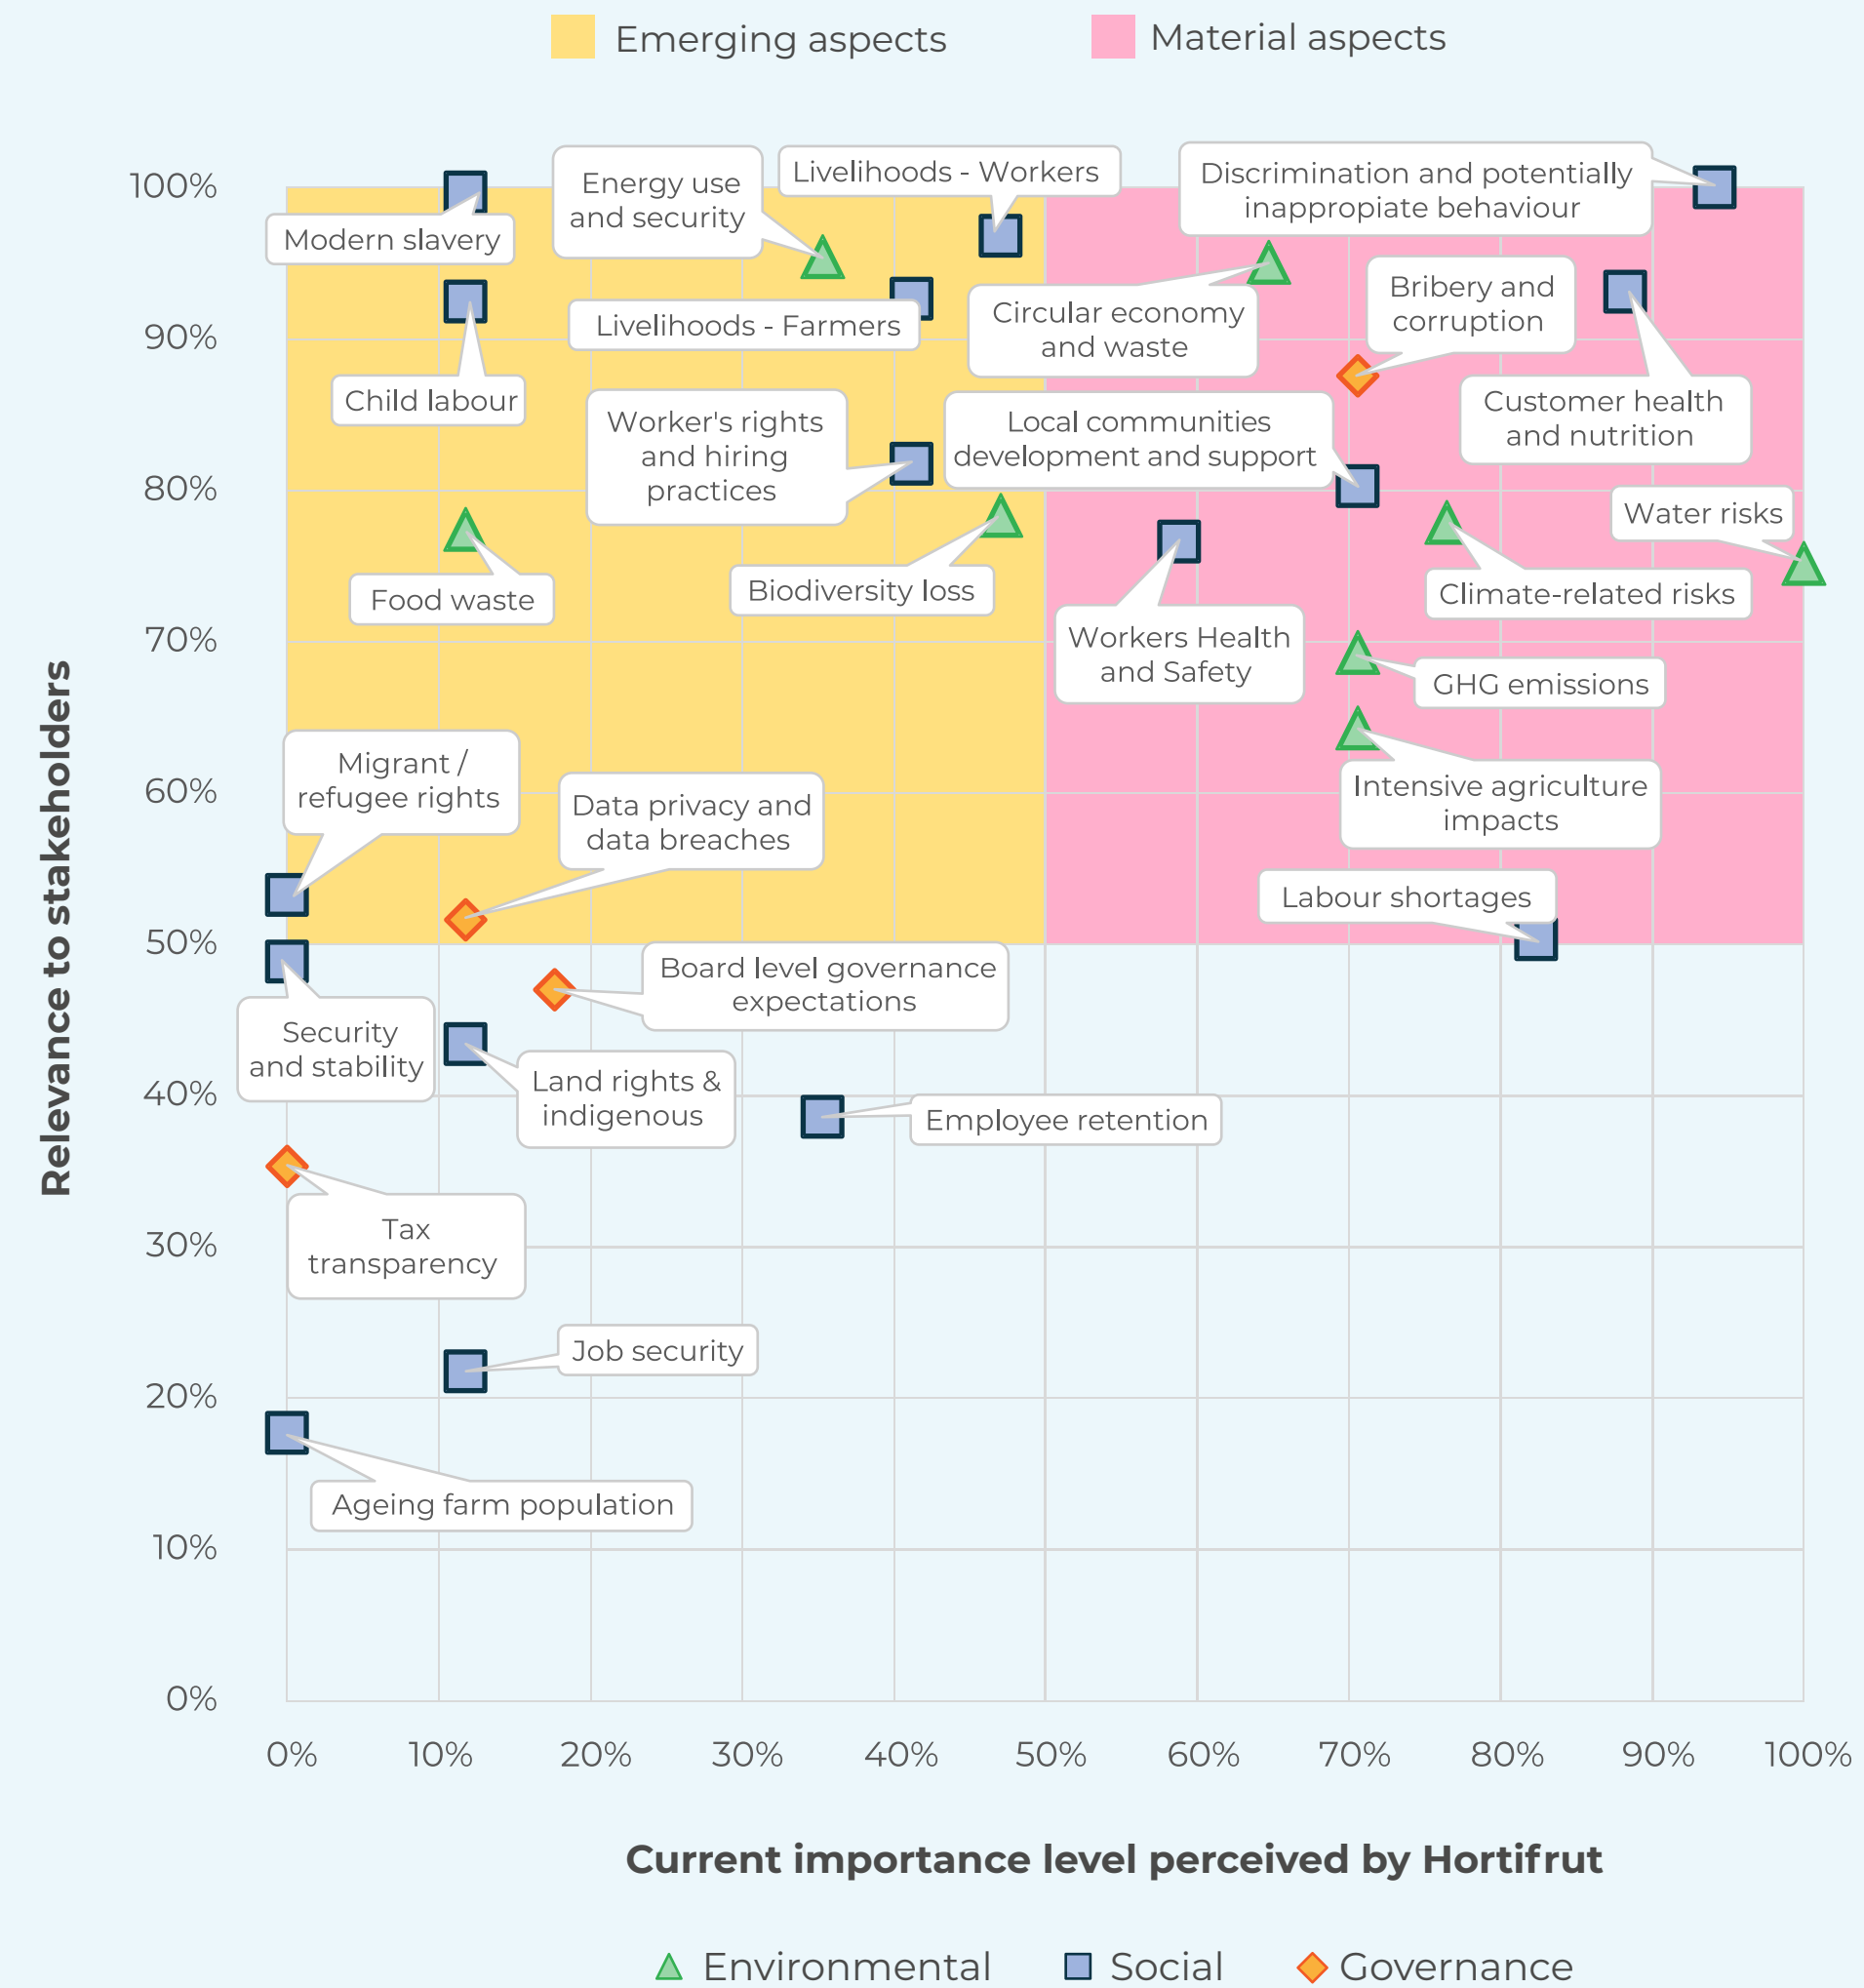 Emerging aspects
Material aspects
100%
90%
80%
70%
60%
50%
40%
30%
20%
10%
0%
Relevance to stakeholders
Modern slavery
Energy use
and security
Livelihoods - Workers
Discrimination and potentially
inappropiate behaviour
Child labour
Livelihoods - Farmers
Circular economy
and waste
Bribery and
corruption
Customer health
and nutrition
Worker's rights
and hiring
practices
Local communities
development and support
Water risks
Food waste
Biodiversity loss
Climate-related risks
Workers Health
and Safety
GHG emissions
Migrant /
refugee rights
Data privacy and
data breaches
Intensive agriculture
impacts
Labour shortages
Security
and stability
Board level governance
expectations
Land rights &
indigenous
Employee retention
Tax
transparency
Job security
Ageing farm population
0%
10%
20%
30%
40%
50%
60%
70%
80%
90%
100%
Current importance level perceived by Hortifrut
Environmental
Social
Governance